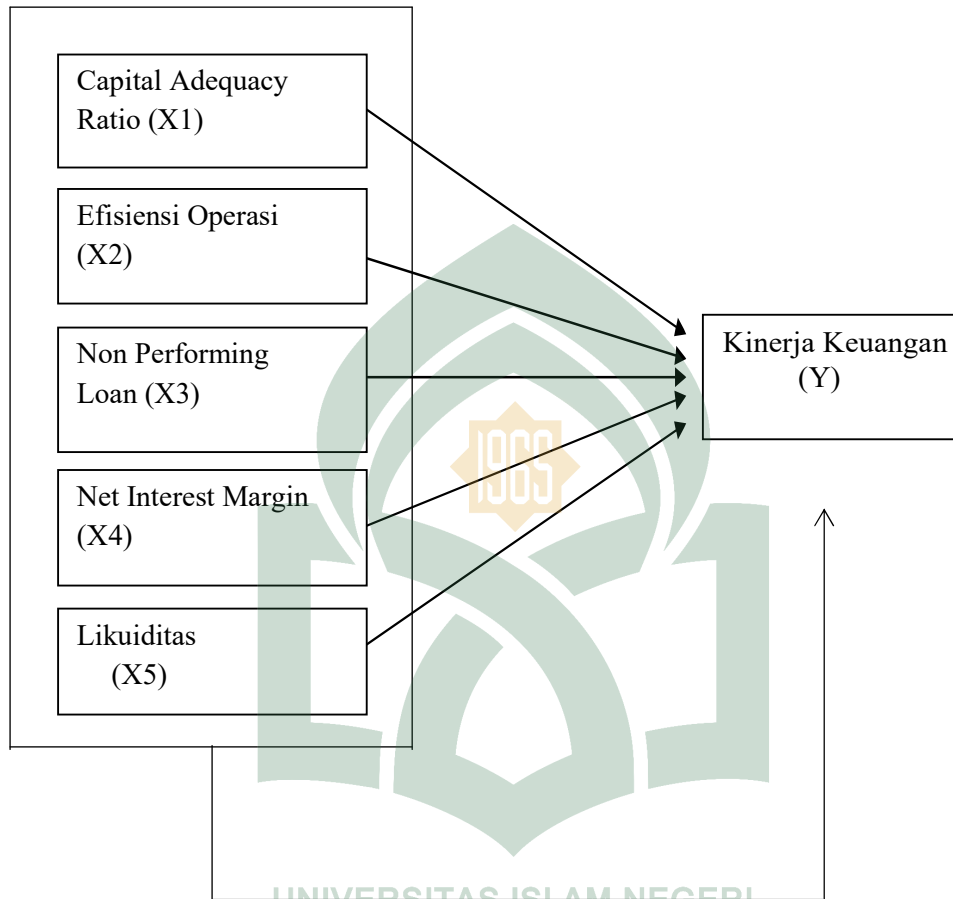 Capital Adequacy
Ratio (X1)
Efisiensi Operasi
(X2)
Non Performing
Loan (X3)
Net Interest Margin
(X4)
Likuiditas
(X5)
Kinerja Keuangan
(Y)
1965
UNIVERSITAS ISLAM NEGERI